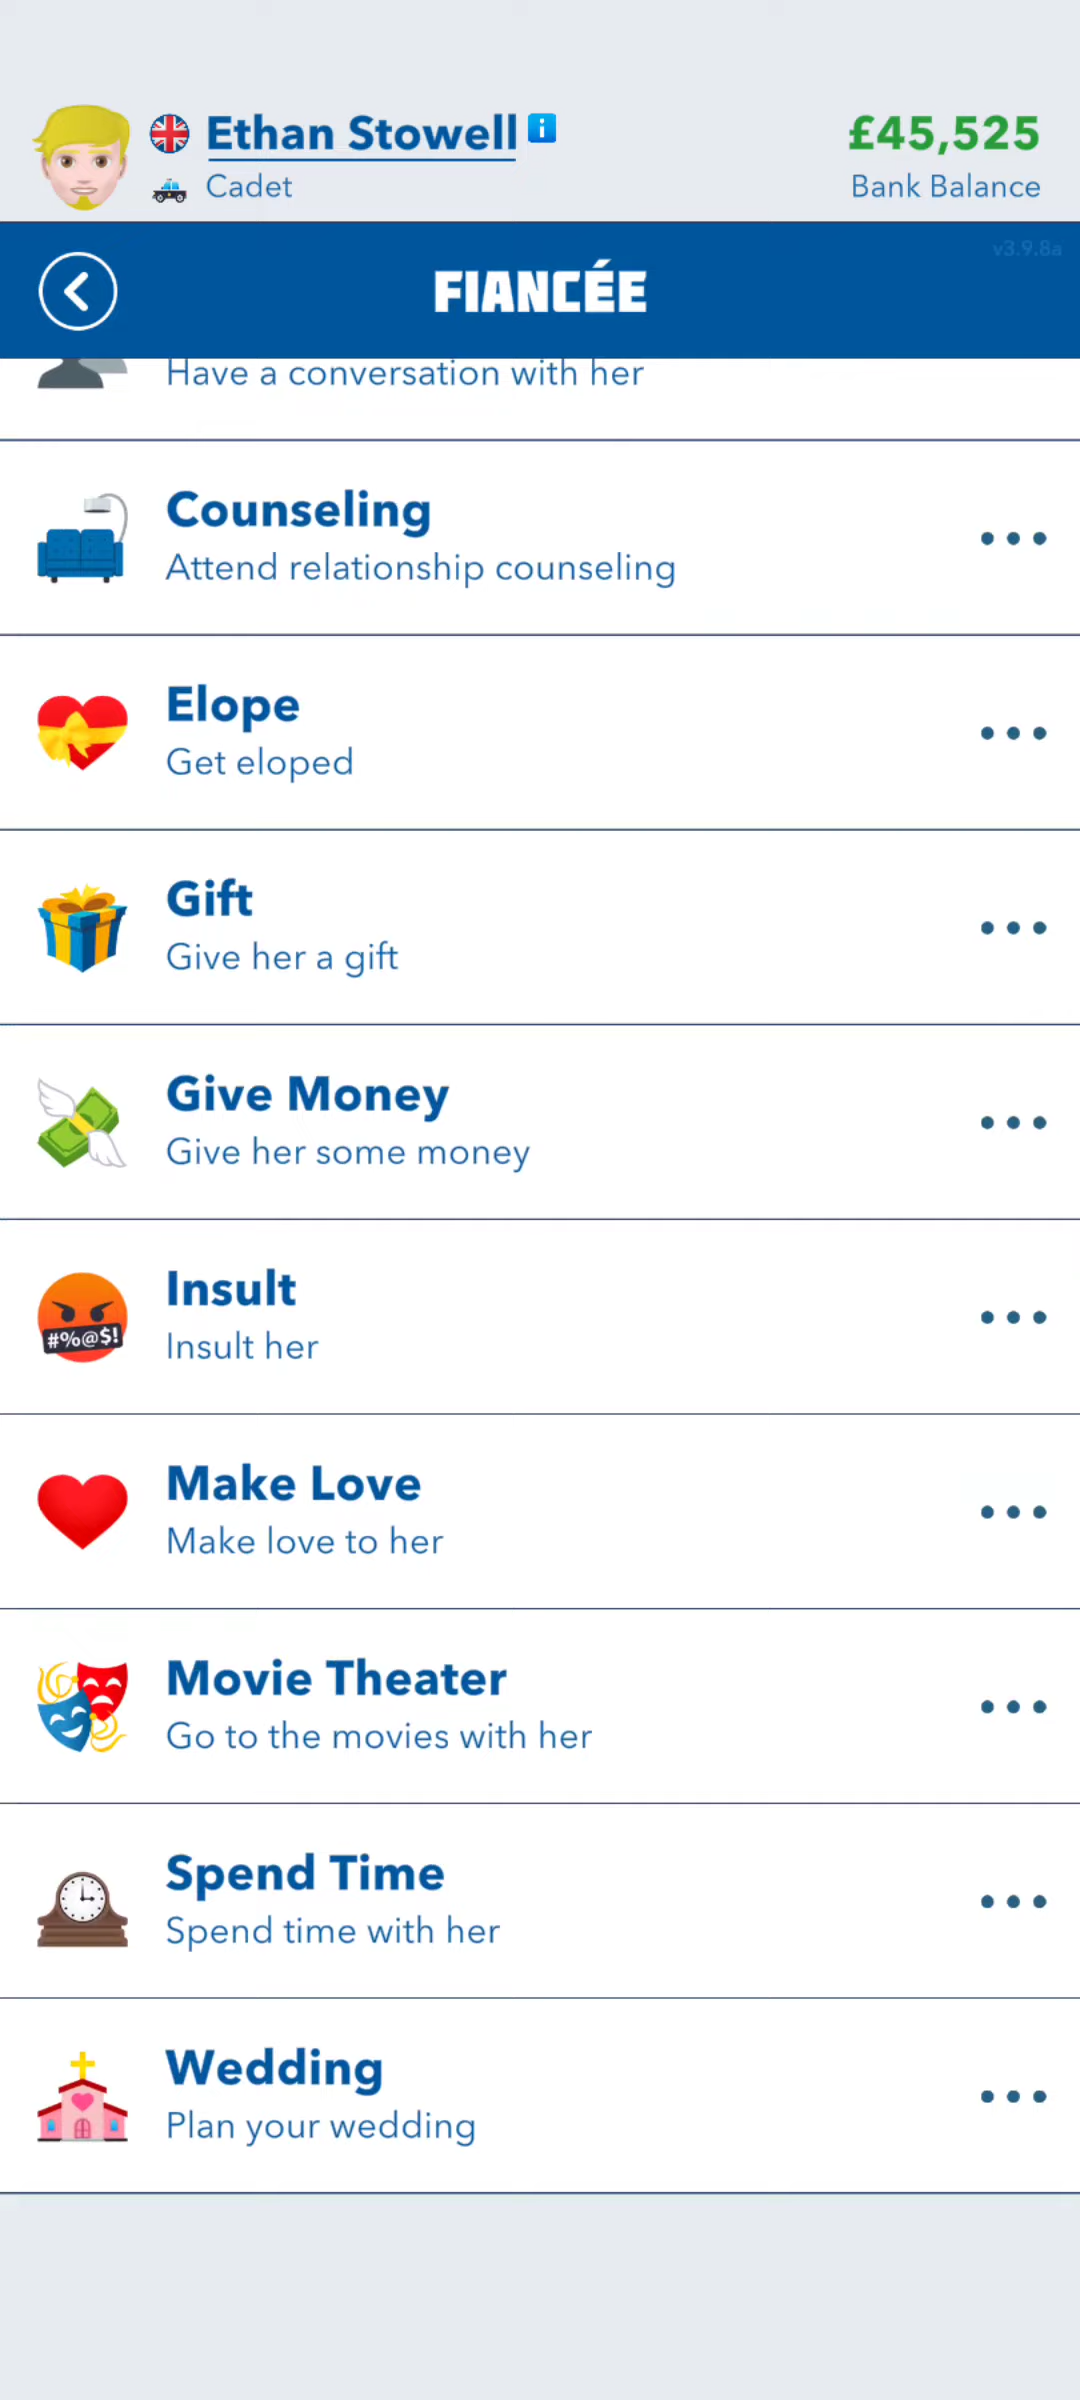 Ethan Stowell
Cadet
£45,525
Bank Balance
v3.9.8a
FIANCÉE
Have a conversation with her
Counseling
Attend relationship counseling
Elope
Get eloped
Gift
Give her a gift
Give Money
Give her some money
#%@$!
Insult
Insult her
Make Love
Make love to her
Movie Theater
Go to the movies with her
Spend Time
Spend time with her
Wedding
Plan your wedding